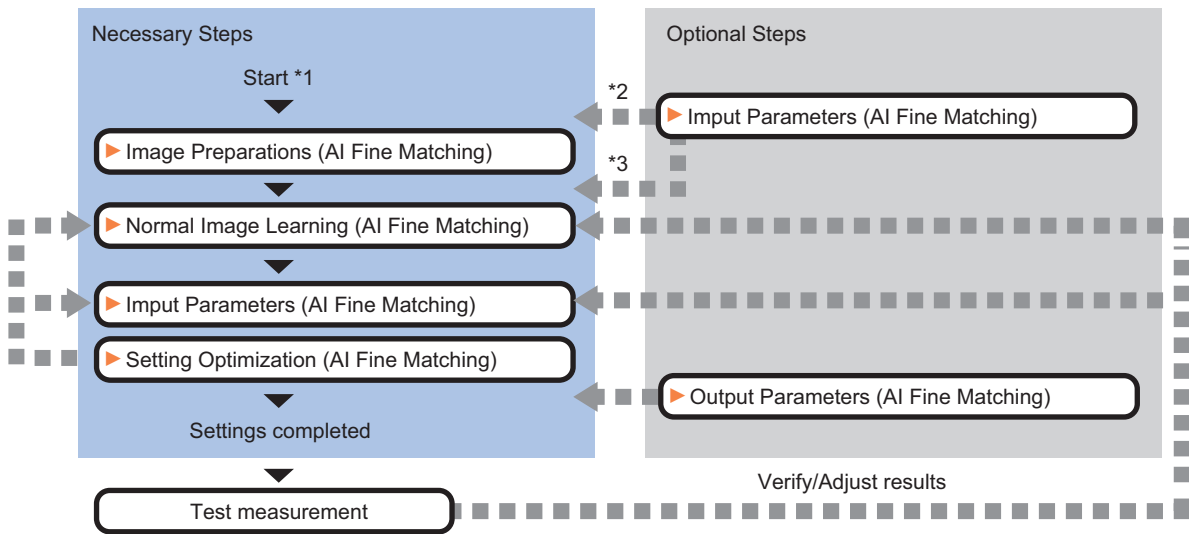 Necessary Steps
Start *1
Image Preparations (AI Fine Matching)
Normal Image Learning (AI Fine Matching)
Imput Parameters (AI Fine Matching)
Setting Optimization (AI Fine Matching)
Settings completed
Test measurement
Optional Steps
*2
Imput Parameters (AI Fine Matching)
*3
Output Parameters (AI Fine Matching)
Verify/Adjust results